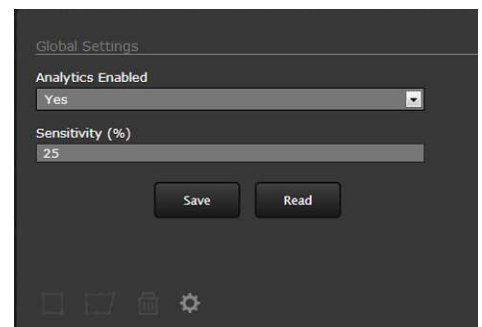 Global Settings
Analytics Enabled
Yes
Sensitivity (%)
25
Save Read